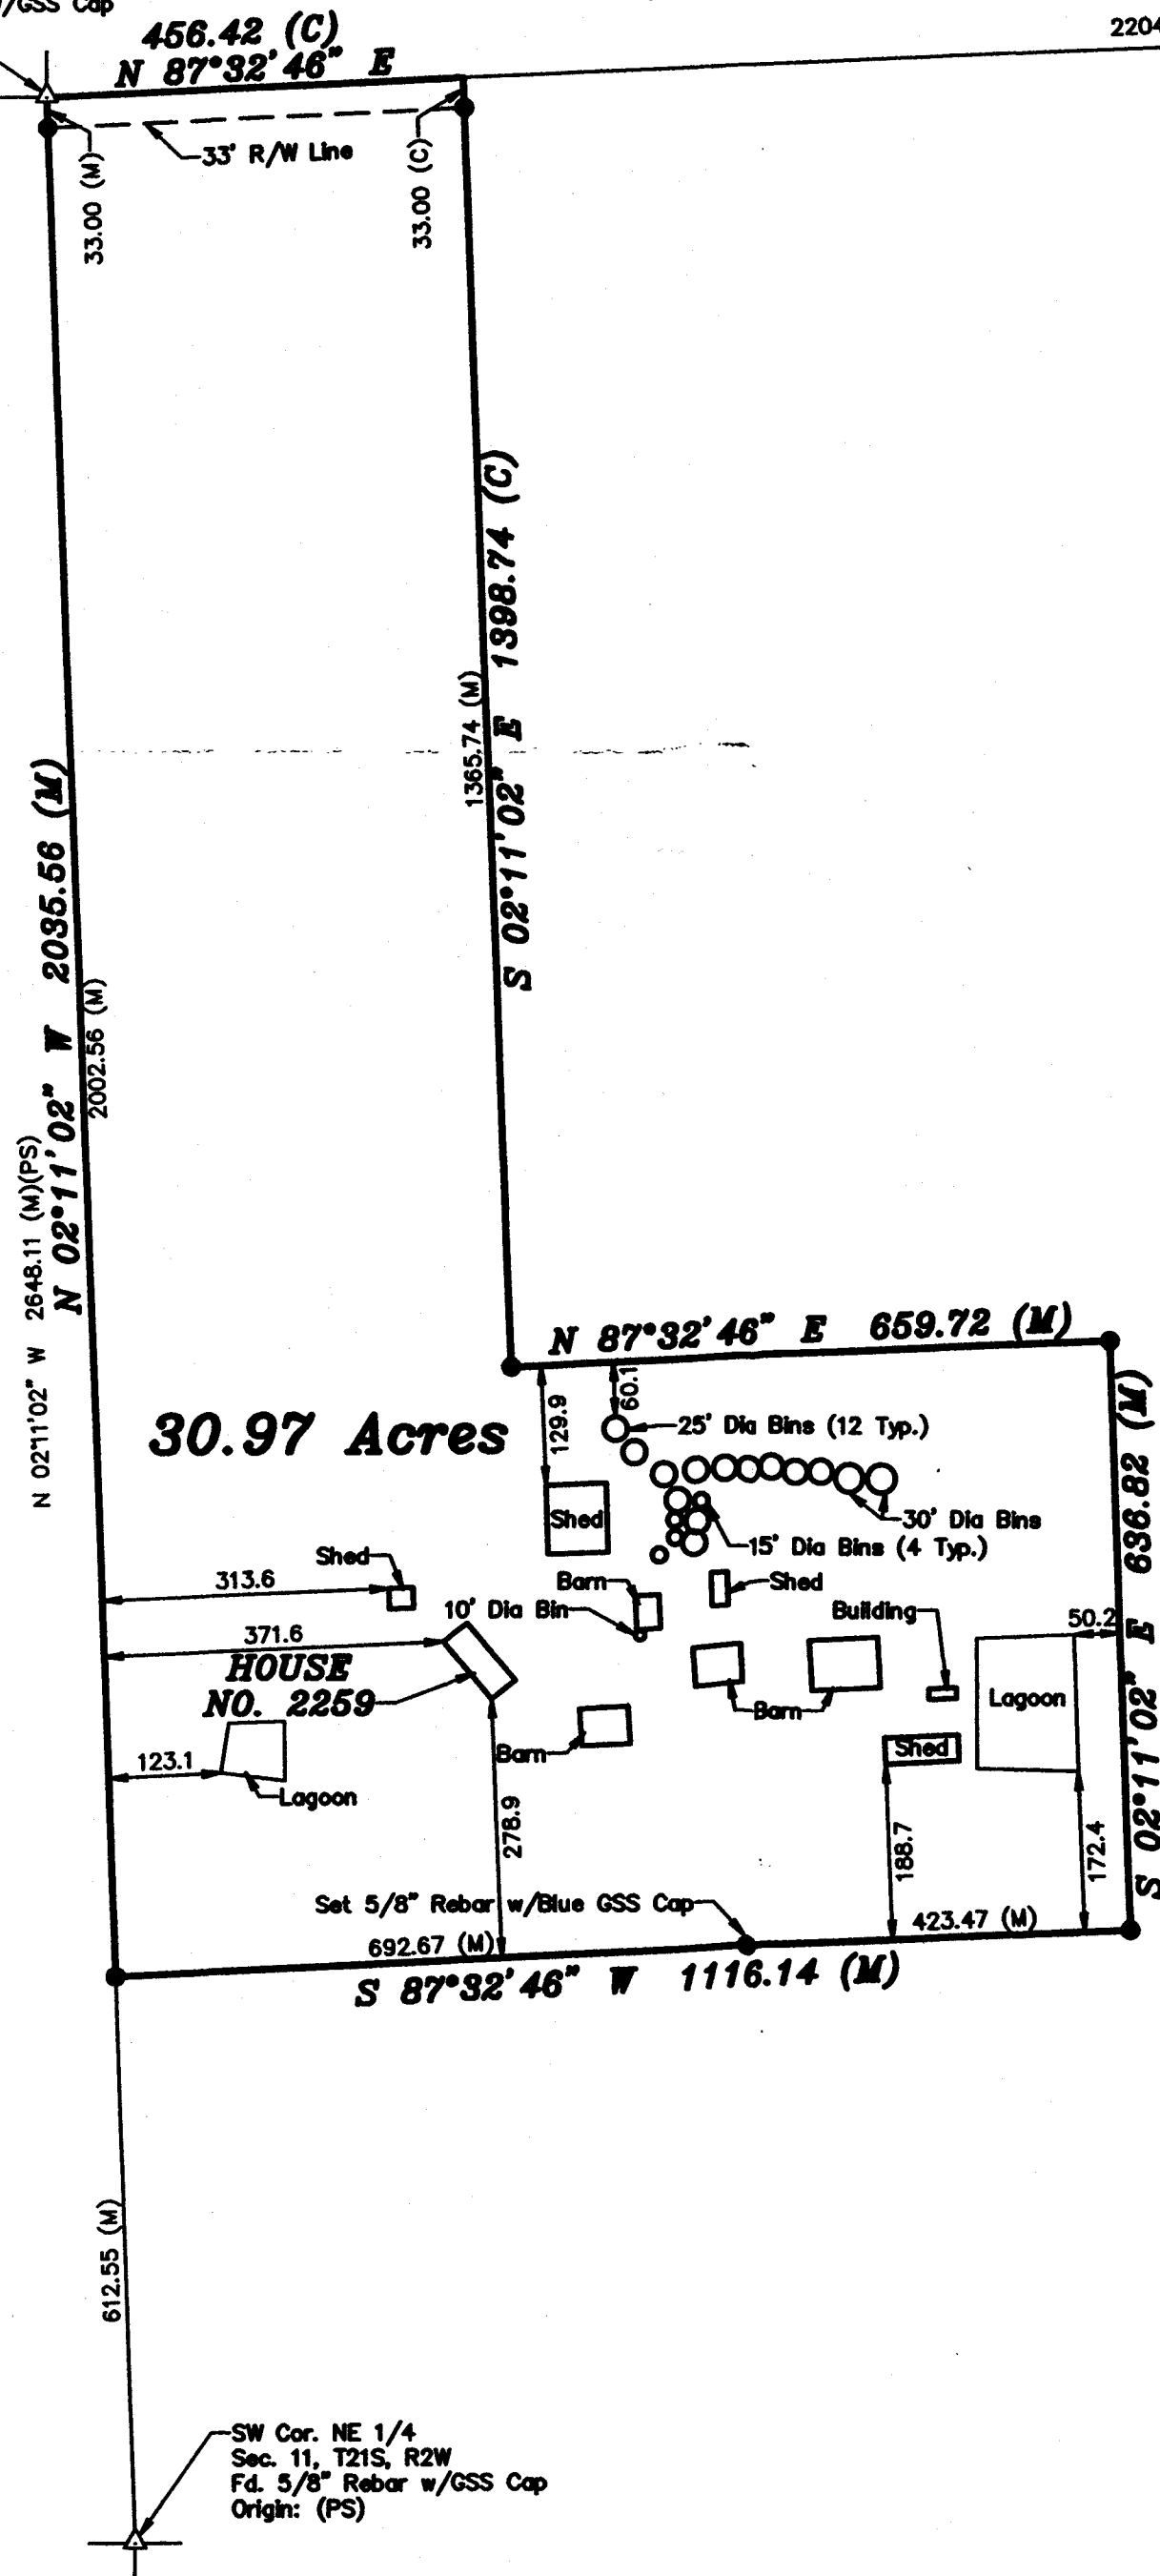 /GSS Cap
456.42 (C)
N 87°32'46" E
2204
33' R/W Line
33.00 (M)
33.00 (C)
S 02°11'02" E 1398.74 (C)
1365.74 (M)
N 02°11'02" W 2035.56 (M)
2002.56 (M)
N 02°11'02" W 2648.11 (M)(PS)
N 87°32'46" E 659.72 (M)
30.97 Acres
129.9
60.1
25' Dia Bins (12 Typ.)
30' Dia Bins
15' Dia Bins (4 Typ.)
Shed
Shed
313.6
Barn
Shed
10' Dia Bin
Building
50.2
371.6
HOUSE
NO. 2259
Lagoon
Barn
Barn
Shed
123.1
Lagoon
278.9
188.7
172.4
S 02°11'02" E 636.82 (M)
Set 5/8" Rebar w/Blue GSS Cap
692.67 (M)
423.47 (M)
S 87°32'46" W 1116.14 (M)
612.55 (M)
SW Cor. NE 1/4
Sec. 11, T21S, R2W
Fd. 5/8" Rebar w/GSS Cap
Origin: (PS)